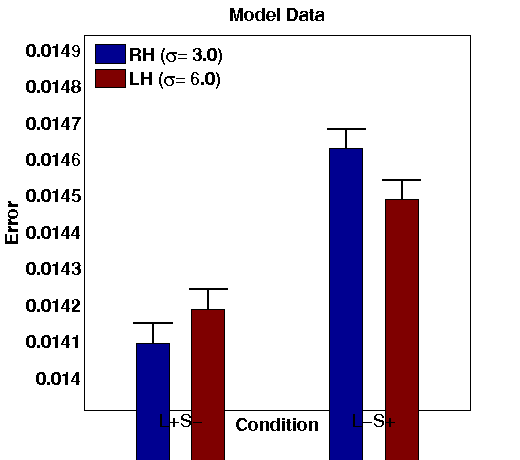 Model Data
0.0149
0.0148
0.0147
0.0146
0.0145
0.0144
0.0143
0.0142
0.0141
0.014
Error
RH (σ= 3.0)
LH (σ= 6.0)
L+S−
L−S+
Condition